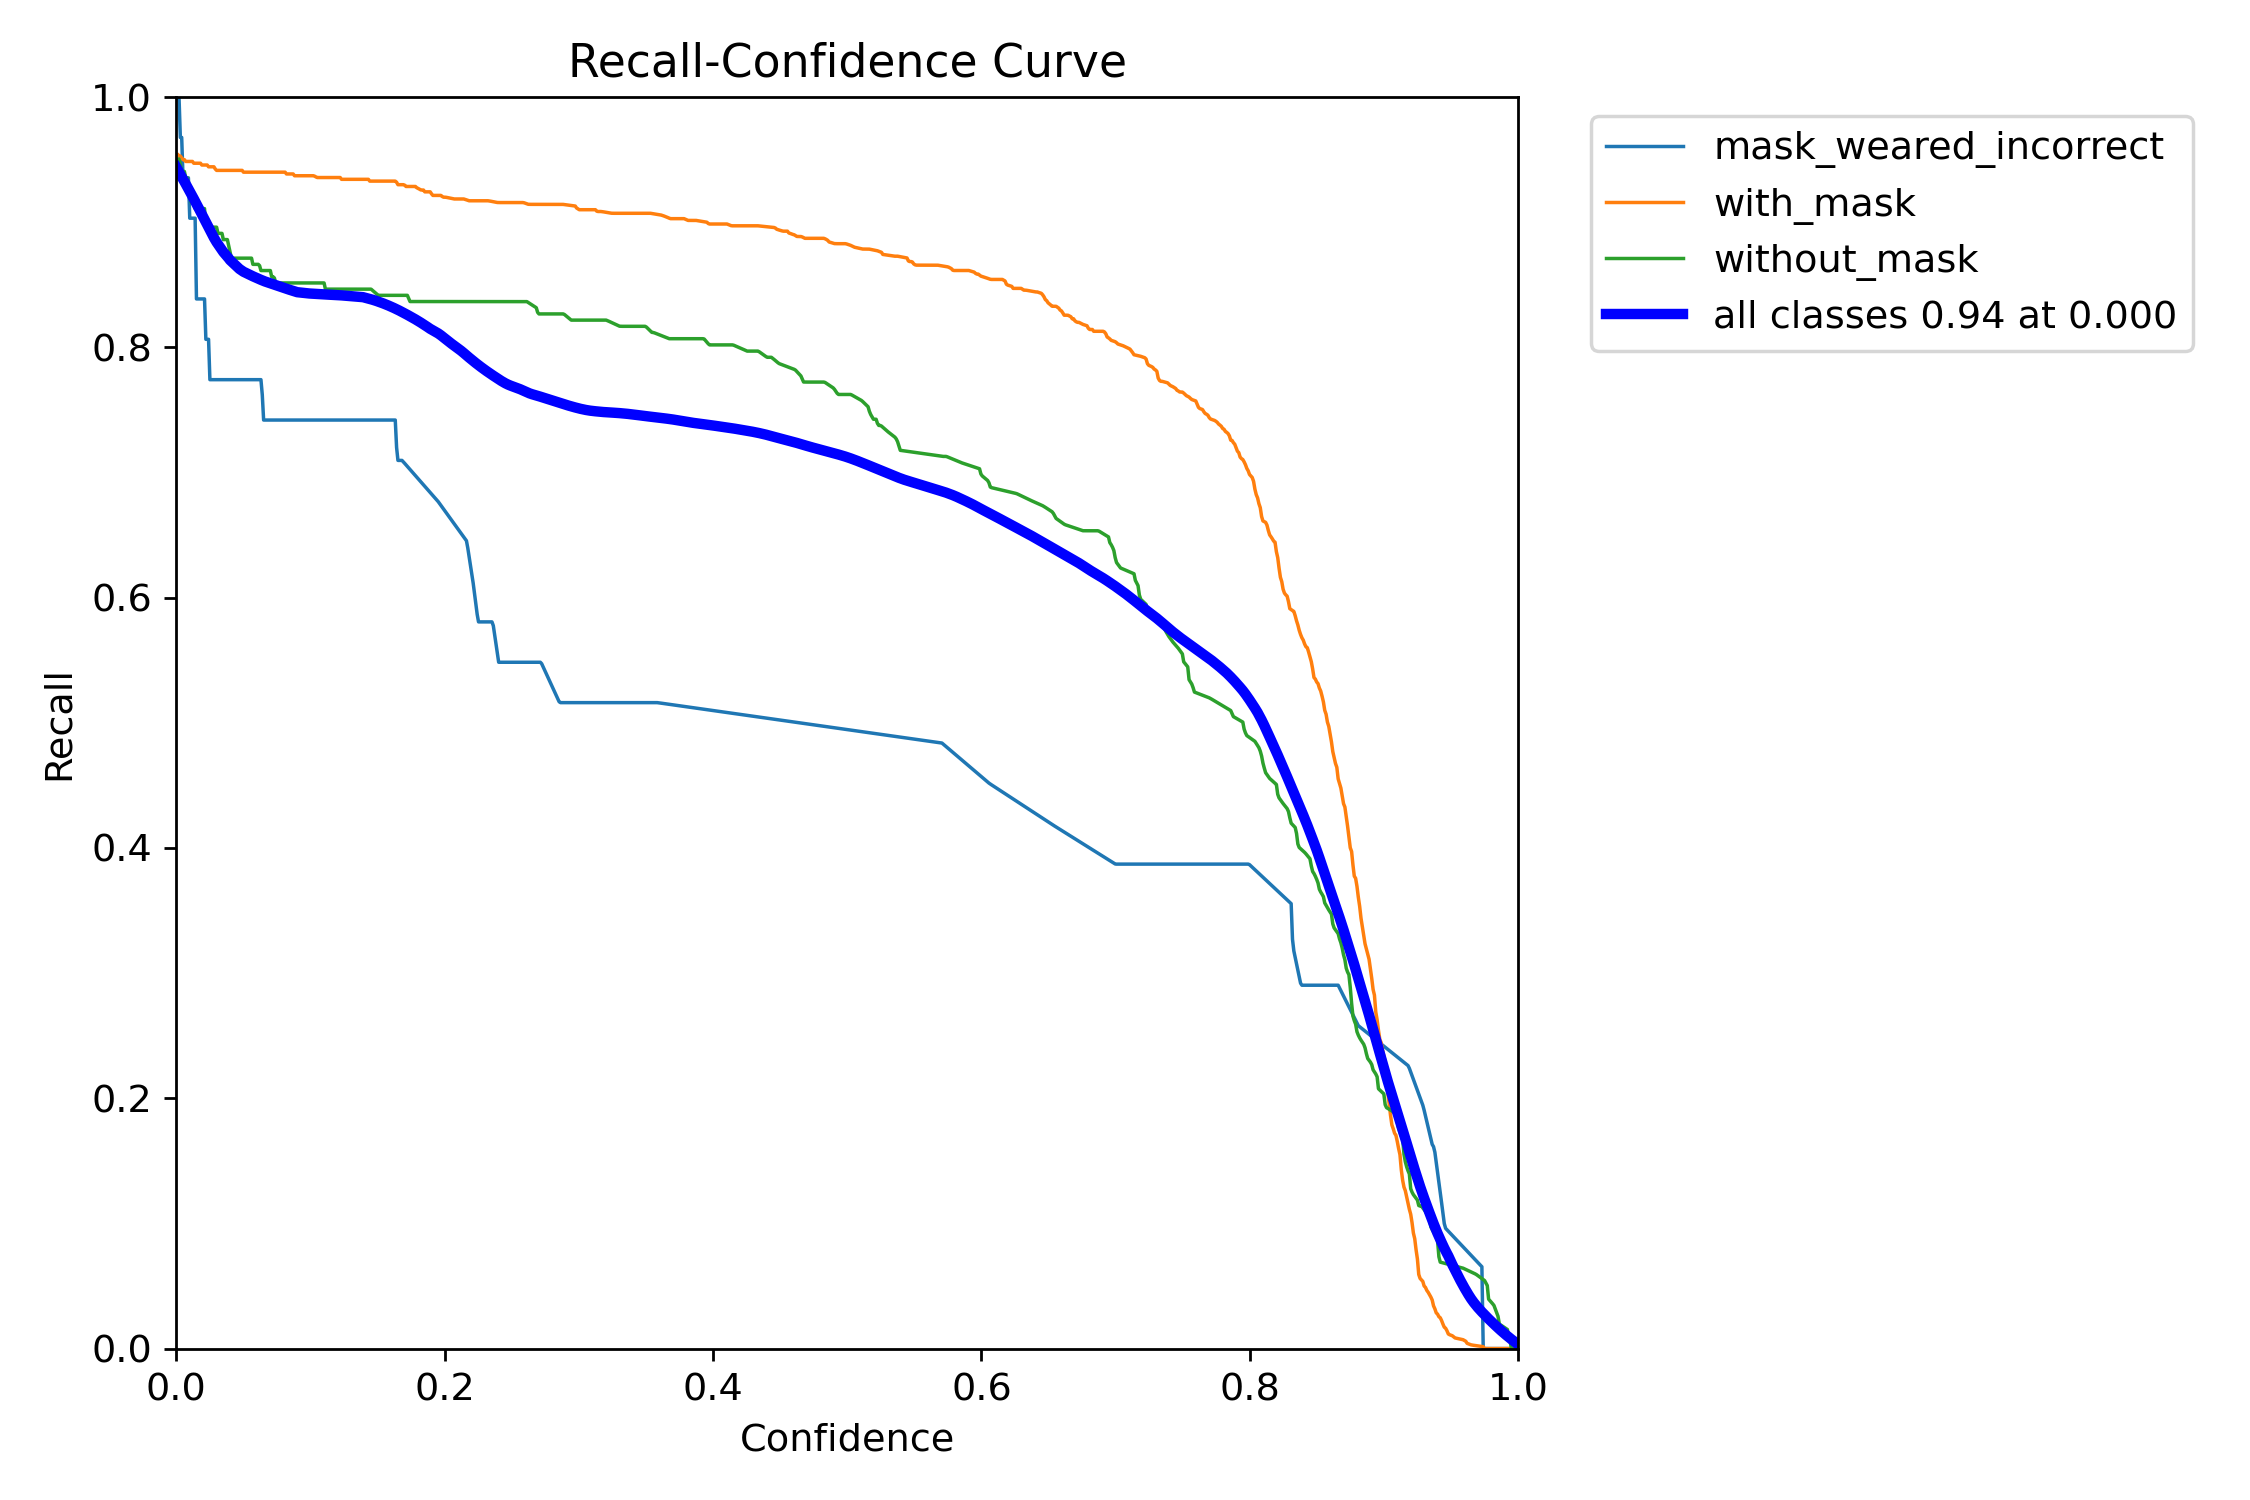 Recall-Confidence Curve
1.0
0.8
0.6
0.4
0.2
0.0
Recall
0.0 0.2 0.4 0.6 0.8 1.0
Confidence
mask_weared_incorrect
with_mask
without_mask
all classes 0.94 at 0.000